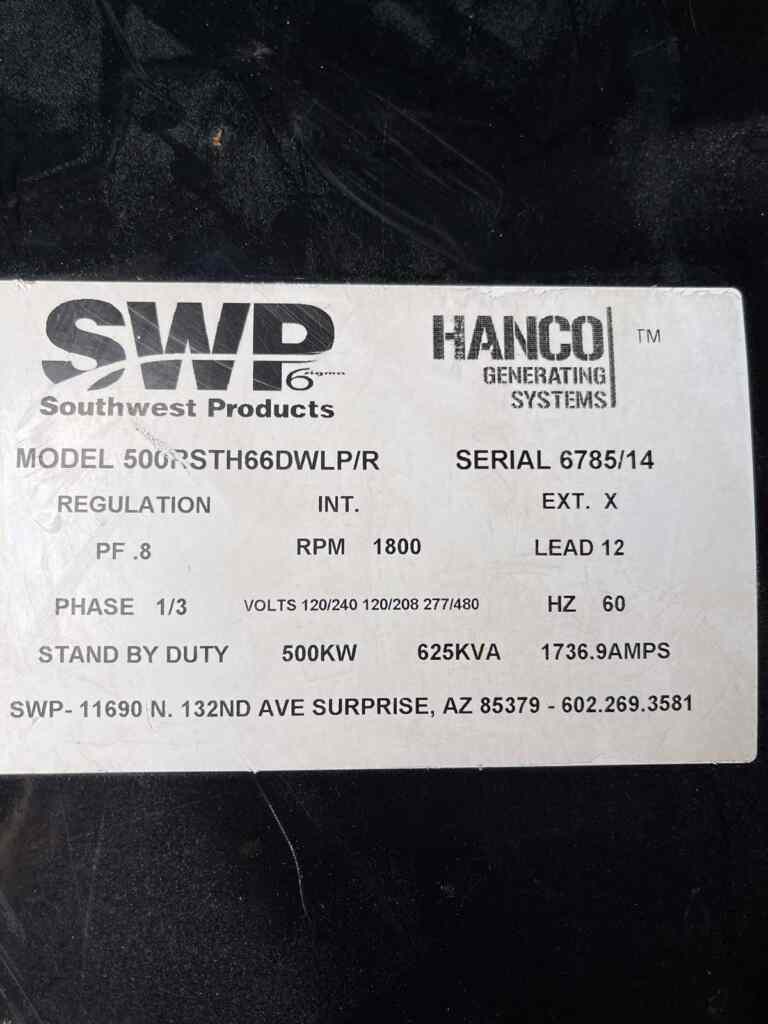 SWP 6 sigma HANCO TM
Southwest Products GENERATING SYSTEMS
MODEL 500RSTH66DWLP/R SERIAL 6785/14
REGULATION INT. EXT. X
PF .8 RPM 1800 LEAD 12
PHASE 1/3 VOLTS 120/240 120/208 277/480 HZ 60
STAND BY DUTY 500KW 625KVA 1736.9AMPS
SWP- 11690 N. 132ND AVE SURPRISE, AZ 85379 - 602.269.3581